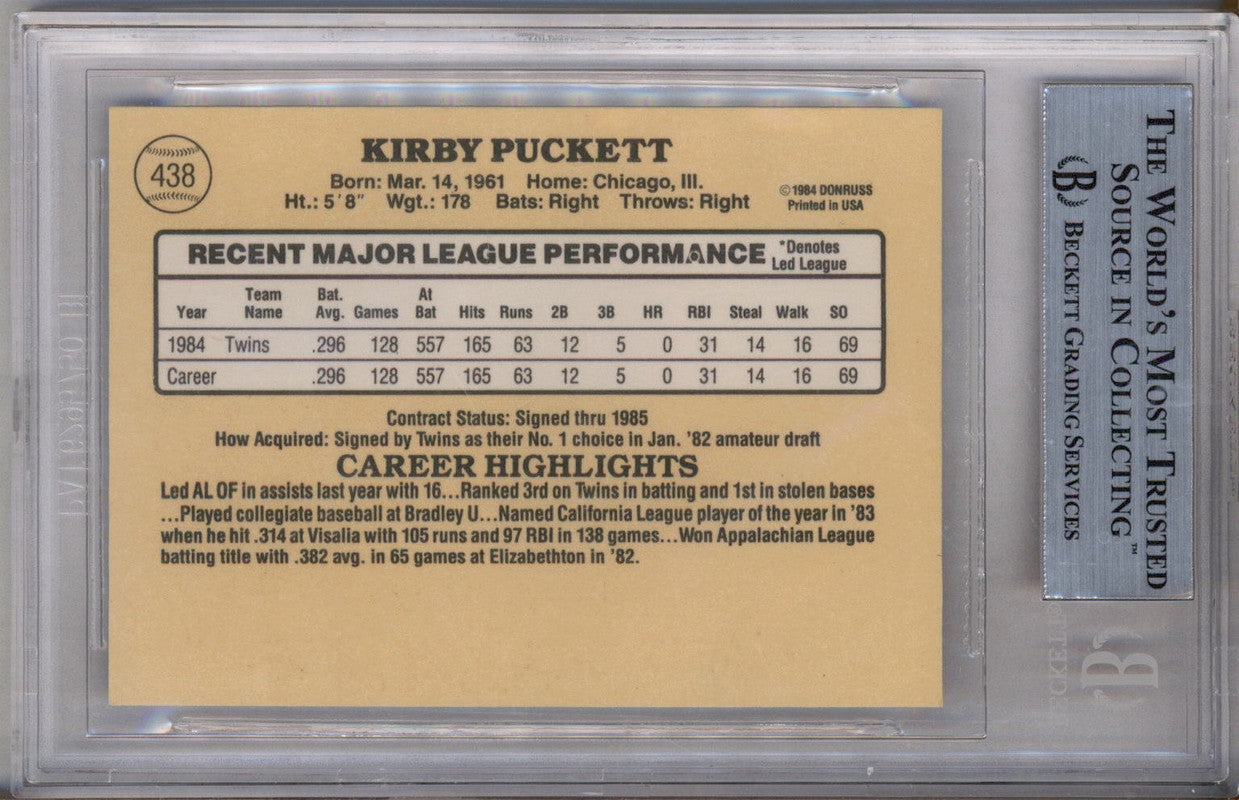 438
KIRBY PUCKETT
Born: Mar. 14, 1961 Home: Chicago, Ill.
Ht.: 5'8" Wgt.: 178 Bats: Right Throws: Right
©1984 DONRUSS
Printed in USA
RECENT MAJOR LEAGUE PERFORMANCE *Denotes Led League
Year Team Name Bat. Avg. Games At Bat Hits Runs 2B 3B HR RBI Steal Walk SO
1984 Twins .296 128 557 165 63 12 5 0 31 14 16 69
Career .296 128 557 165 63 12 5 0 31 14 16 69
Contract Status: Signed thru 1985
How Acquired: Signed by Twins as their No. 1 choice in Jan. '82 amateur draft
CAREER HIGHLIGHTS
Led AL OF in assists last year with 16...Ranked 3rd on Twins in batting and 1st in stolen bases
...Played collegiate baseball at Bradley U...Named California League player of the year in '83
when he hit .314 at Visalia with 105 runs and 97 RBI in 138 games...Won Appalachian League
batting title with .382 avg. in 65 games at Elizabethton in '82.
THE WORLD'S MOST TRUSTED
SOURCE IN COLLECTING™
B BECKETT GRADING SERVICES
B